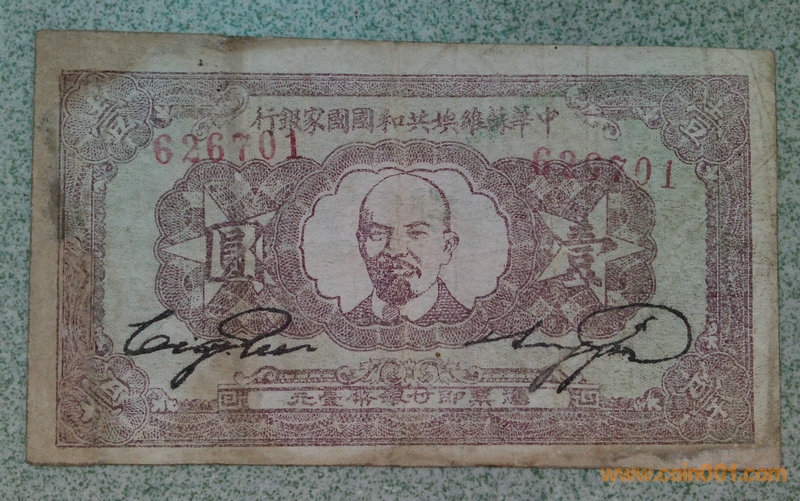 中華蘇維埃共和國國家銀行
626701 626701
壹圓
憑票即付銀幣壹元
www.cain001.com